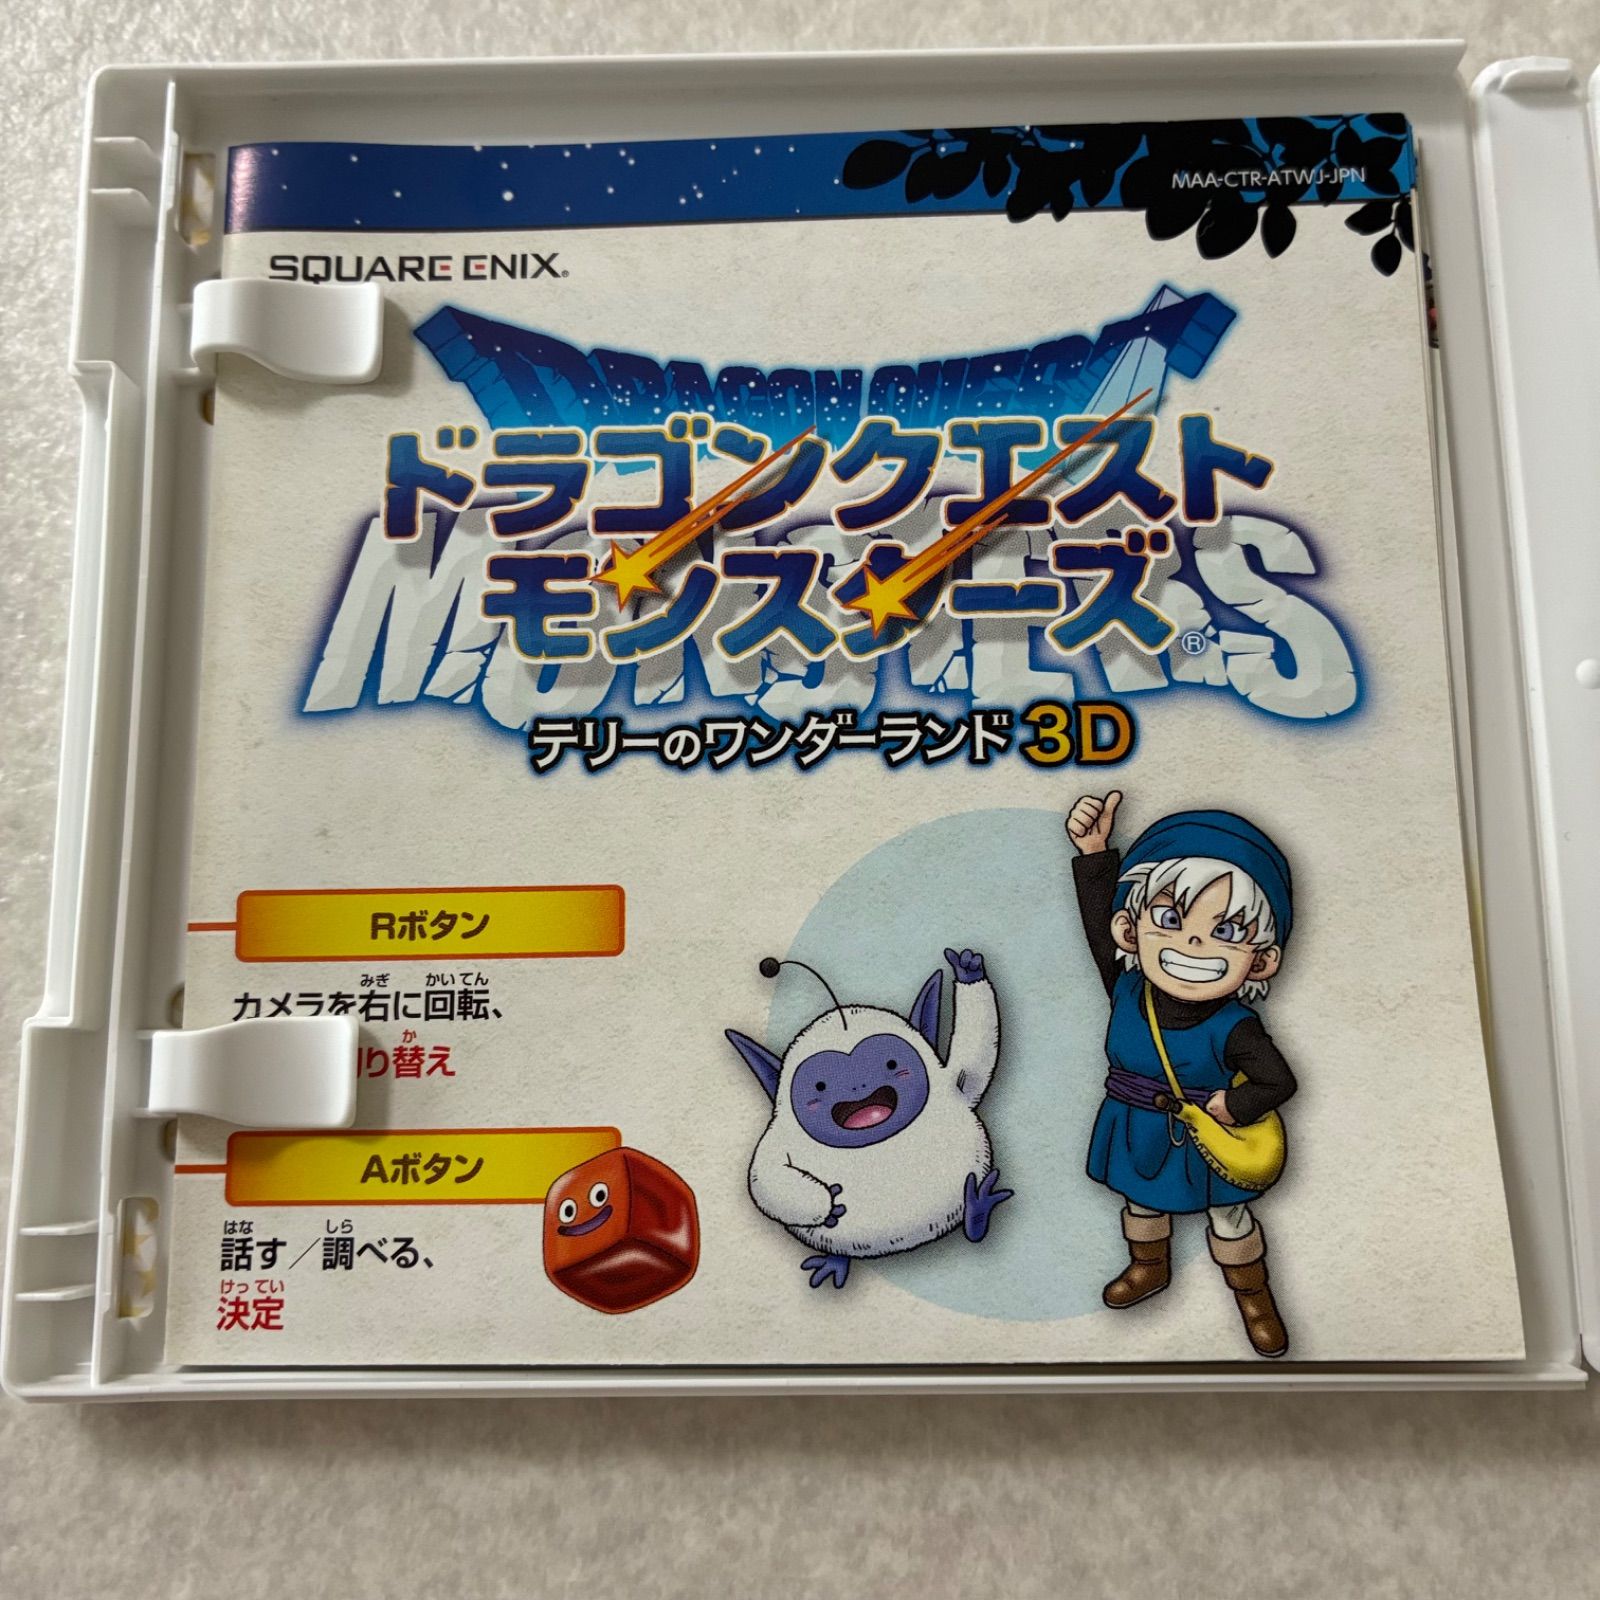 MAA-CTR-ATWJ-JPN
SQUARE ENIX®
DRAGON QUEST
ドラゴンクエスト
モンスターズ®
MONSTERS
テリーのワンダーランド3D
Rボタン
みぎ かいてん
カメラを右に回転、
か
り替え
Aボタン
はな しら
話す／調べる、
けってい
決定